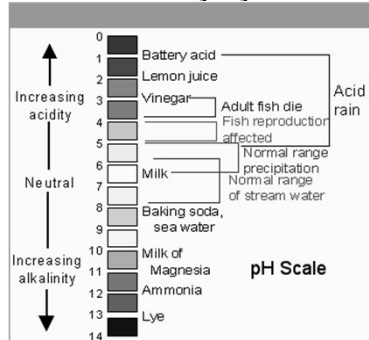 0
1
Battery acid
2
Lemon juice
Vinegar
3
Adult fish die
Acid
rain
4
Fish reproduction
affected
5
Normal range
precipitation
6
Milk
Normal range
of stream water
7
8
Baking soda,
sea water
9
10
Milk of
Magnesia
11
Ammonia
12
13
Lye
14
Increasing
acidity
Neutral
Increasing
alkalinity
pH Scale